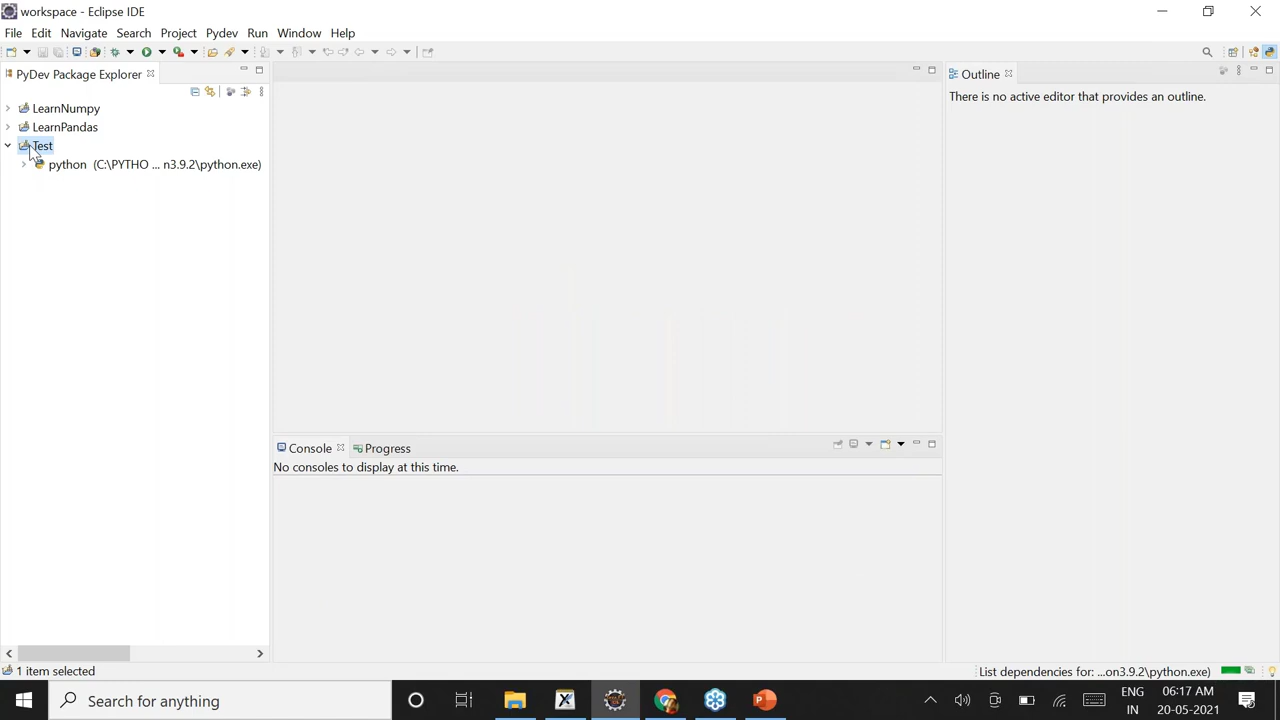 workspace - Eclipse IDE
File Edit Navigate Search Project Pydev Run Window Help
PyDev Package Explorer
Outline
There is no active editor that provides an outline.
LearnNumpy
LearnPandas
Test
python (C:\PYTHO ... n3.9.2\python.exe)
Console Progress
No consoles to display at this time.
1 item selected
List dependencies for: ...on3.9.2\python.exe)
Search for anything
ENG
IN
06:17 AM
20-05-2021